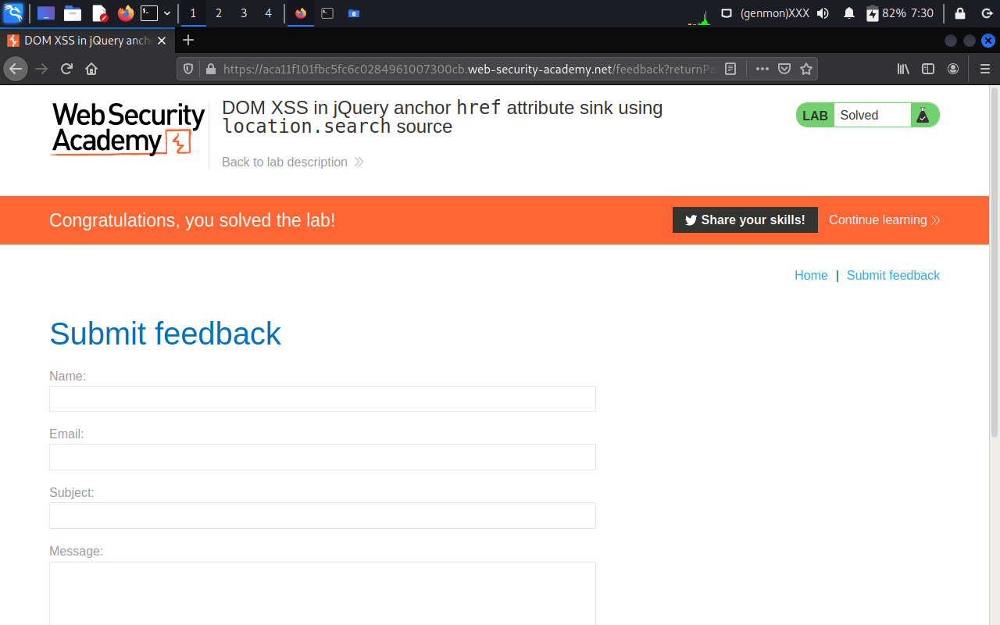 1 2 3 4 (genmon)XXX 82% 7:30
DOM XSS in jQuery anch
https://aca11f101fbc5fc6c0284961007300cb.web-security-academy.net/feedback?returnPa
Web Security
Academy
DOM XSS in jQuery anchor href attribute sink using
location.search source
LAB Solved
Back to lab description
Congratulations, you solved the lab!
Share your skills!
Continue learning
Home | Submit feedback
Submit feedback
Name:
Email:
Subject:
Message: